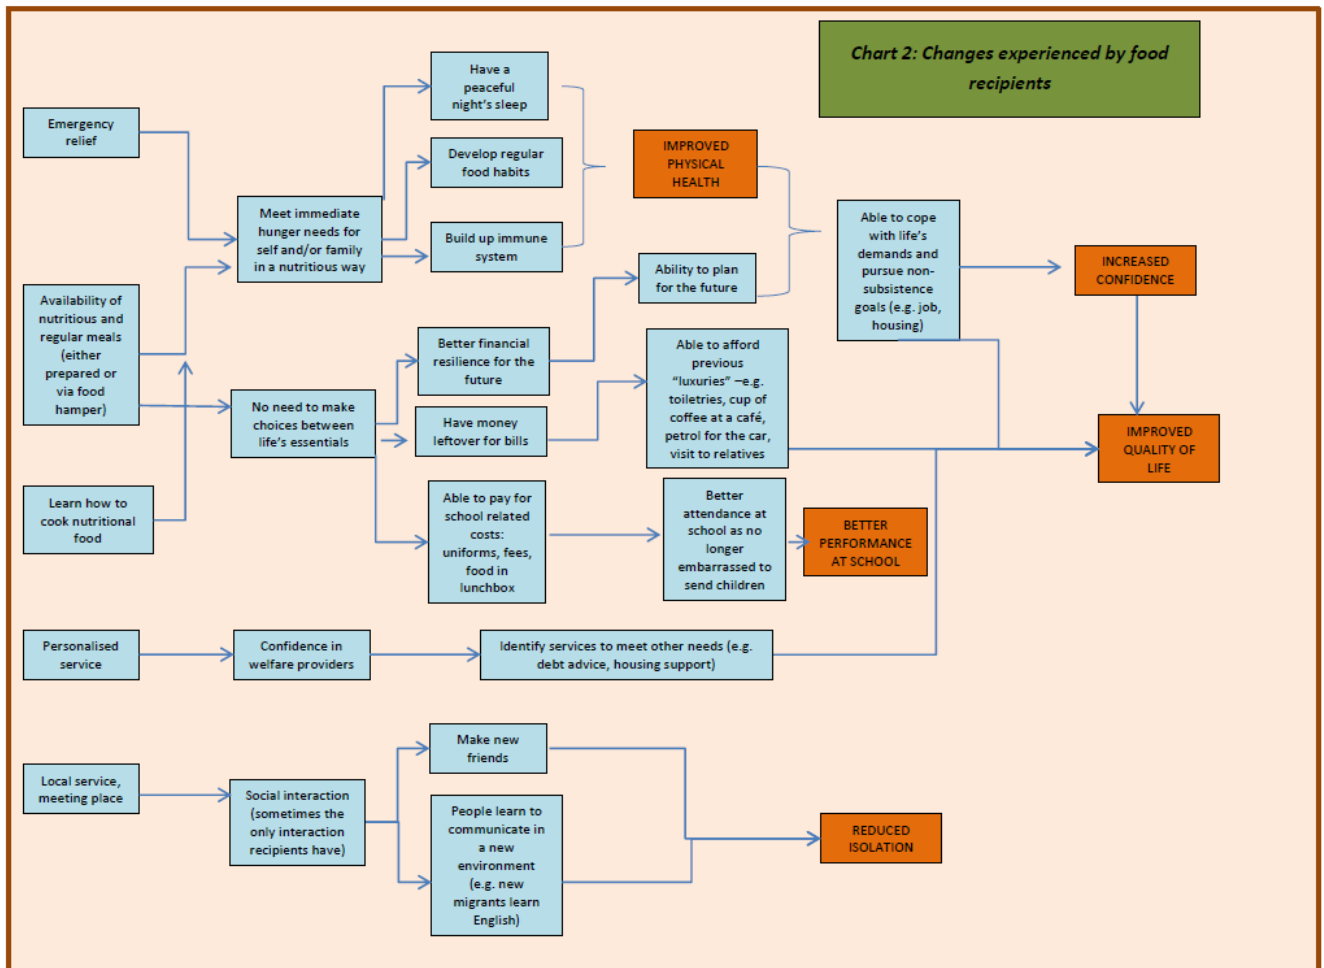 Chart 2: Changes experienced by food
recipients
Emergency
relief
Availability of
nutritious and
regular meals
(either
prepared or
via food
hamper)
Learn how to
cook nutritional
food
Personalised
service
Local service,
meeting place
Meet immediate
hunger needs for
self and/or family
in a nutritious way
No need to make
choices between
life's essentials
Confidence in
welfare providers
Social interaction
(sometimes the
only interaction
recipients have)
Have a
peaceful
night's sleep
Develop regular
food habits
Build up immune
system
Better financial
resilience for the
future
Have money
leftover for bills
Able to pay for
school related
costs:
uniforms, fees,
food in
lunchbox
Identify services to meet other needs (e.g.
debt advice, housing support)
Make new
friends
People learn to
communicate in
a new
environment
(e.g. new
migrants learn
English)
IMPROVED
PHYSICAL
HEALTH
Ability to plan
for the future
Able to afford
previous
“luxuries” –e.g.
toiletries, cup of
coffee at a café,
petrol for the car,
visit to relatives
Better
attendance at
school as no
longer
embarrassed to
send children
Able to cope
with life's
demands and
pursue non-
subsistence
goals (e.g. job,
housing)
BETTER
PERFORMANCE
AT SCHOOL
REDUCED
ISOLATION
INCREASED
CONFIDENCE
IMPROVED
QUALITY OF
LIFE